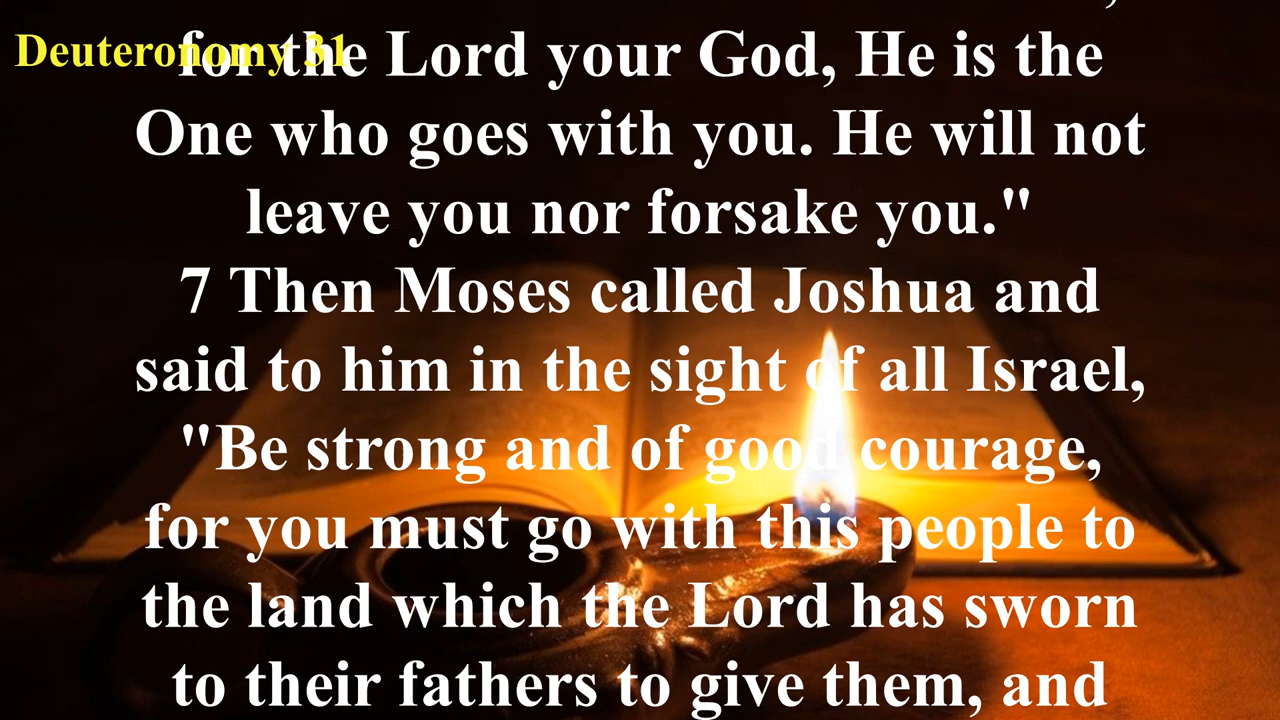 Deuteronomy 31
for the Lord your God, He is the
One who goes with you. He will not
leave you nor forsake you."
7 Then Moses called Joshua and
said to him in the sight of all Israel,
"Be strong and of good courage,
for you must go with this people to
the land which the Lord has sworn
to their fathers to give them, and